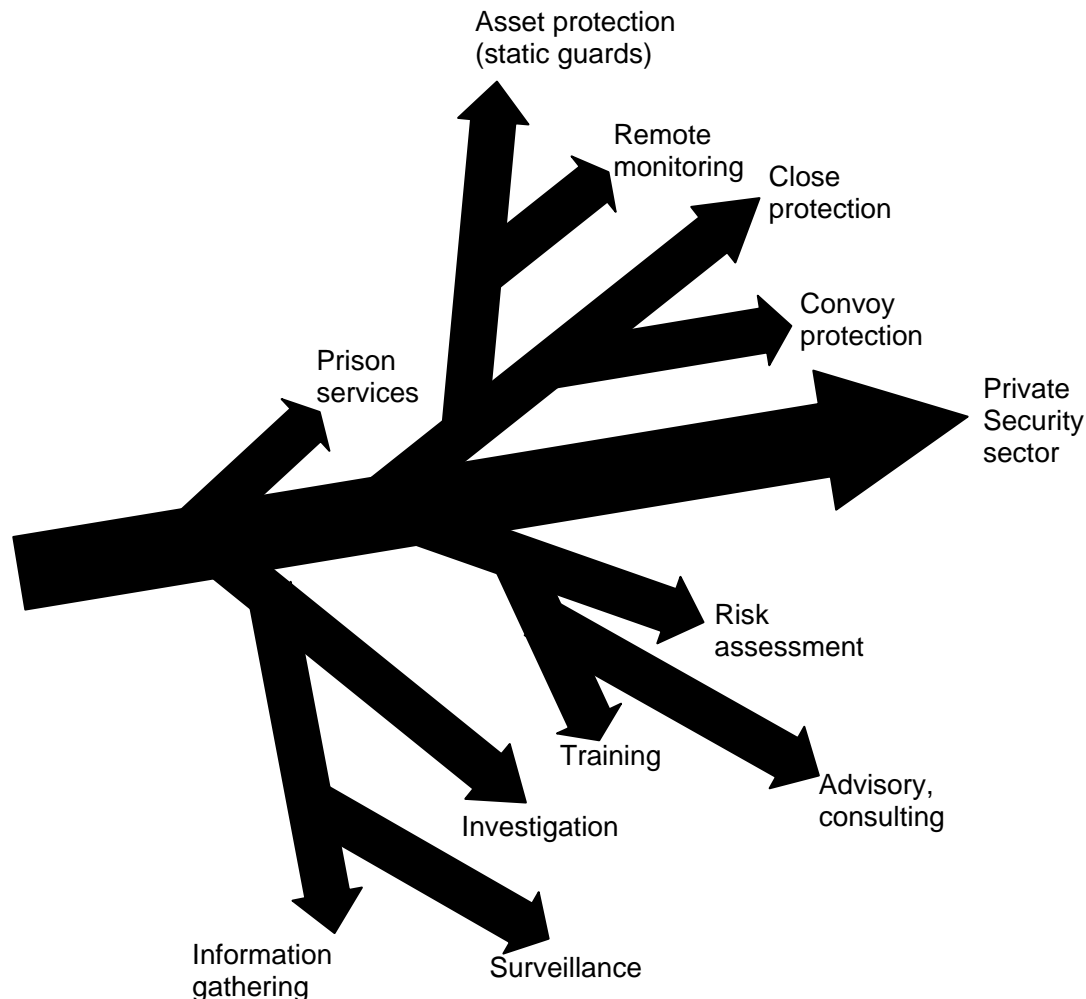 Asset protection
(static guards)
Remote
monitoring
Close
protection
Convoy
protection
Prison
services
Private
Security
sector
Risk
assessment
Training
Advisory,
consulting
Investigation
Information
gathering
Surveillance